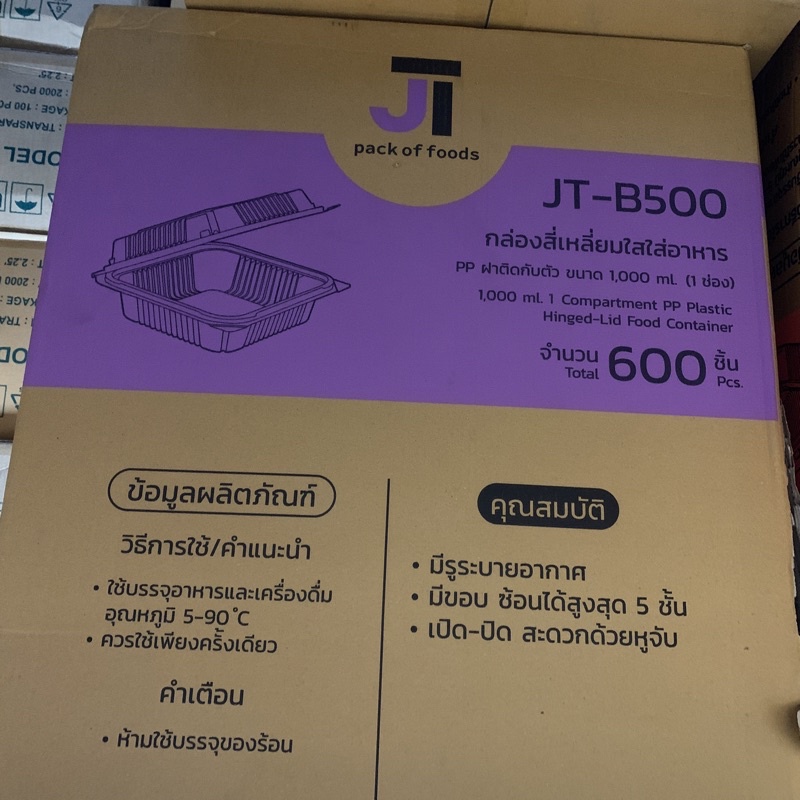 JT
pack of foods
JT-B500
กล่องสี่เหลี่ยมใสใส่อาหาร
PP ฝาติดกับตัว ขนาด 1,000 ml. (1 ช่อง)
1,000 ml. 1 Compartment PP Plastic
Hinged-Lid Food Container
จำนวน 600 ชิ้น
Total Pcs.
ข้อมูลผลิตภัณฑ์
วิธีการใช้/คำแนะนำ
• ใช้บรรจุอาหารและเครื่องดื่ม
อุณหภูมิ 5-90 °C
• ควรใช้เพียงครั้งเดียว
คำเตือน
• ห้ามใช้บรรจุของร้อน
คุณสมบัติ
• มีรูระบายอากาศ
• มีขอบ ซ้อนได้สูงสุด 5 ชั้น
• เปิด-ปิด สะดวกด้วยหูจับ